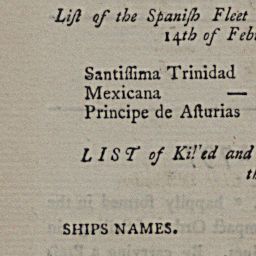 Liſt of the Spaniſh Fleet
14th of Feb
Santiſſima Trinidad
Mexicana —
Principe de Aſturias
LIST of Killed and
th
SHIPS NAMES.